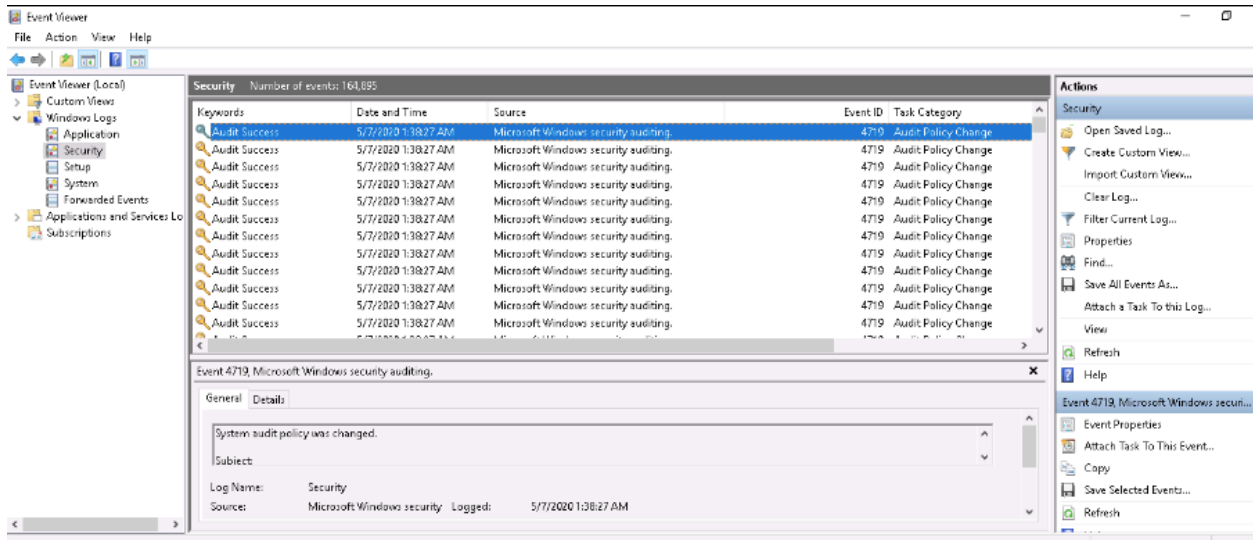 Event Viewer
File Action View Help
Event Viewer (Local)
Custom Views
Windows Logs
Application
Security
Setup
System
Forwarded Events
Applications and Services Lo
Subscriptions
Security Number of events: 164,895
Keywords Date and Time Source Event ID Task Category
Audit Success 5/7/2020 1:38:27 AM Microsoft Windows security auditing. 4719 Audit Policy Change
Audit Success 5/7/2020 1:38:27 AM Microsoft Windows security auditing. 4719 Audit Policy Change
Audit Success 5/7/2020 1:38:27 AM Microsoft Windows security auditing. 4719 Audit Policy Change
Audit Success 5/7/2020 1:38:27 AM Microsoft Windows security auditing. 4719 Audit Policy Change
Audit Success 5/7/2020 1:38:27 AM Microsoft Windows security auditing. 4719 Audit Policy Change
Audit Success 5/7/2020 1:38:27 AM Microsoft Windows security auditing. 4719 Audit Policy Change
Audit Success 5/7/2020 1:38:27 AM Microsoft Windows security auditing. 4719 Audit Policy Change
Audit Success 5/7/2020 1:38:27 AM Microsoft Windows security auditing. 4719 Audit Policy Change
Audit Success 5/7/2020 1:38:27 AM Microsoft Windows security auditing. 4719 Audit Policy Change
Audit Success 5/7/2020 1:38:27 AM Microsoft Windows security auditing. 4719 Audit Policy Change
Audit Success 5/7/2020 1:38:27 AM Microsoft Windows security auditing. 4719 Audit Policy Change
Audit Success 5/7/2020 1:38:27 AM Microsoft Windows security auditing. 4719 Audit Policy Change
Event 4719, Microsoft Windows security auditing.
General Details
System audit policy was changed.
Subject:
Log Name: Security
Source: Microsoft Windows security Logged: 5/7/2020 1:38:27 AM
Actions
Security
Open Saved Log...
Create Custom View...
Import Custom View...
Clear Log...
Filter Current Log...
Properties
Find...
Save All Events As...
Attach a Task To this Log...
View
Refresh
Help
Event 4719, Microsoft Windows securi...
Event Properties
Attach Task To This Event...
Copy
Save Selected Events...
Refresh